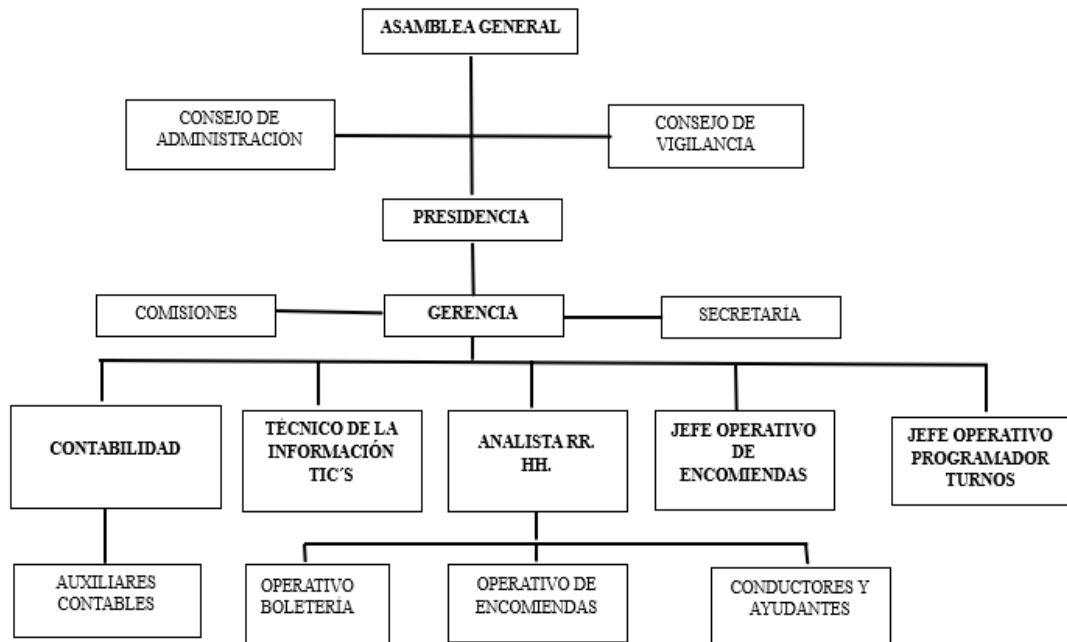 ASAMBLEA GENERAL
CONSEJO DE
ADMINISTRACIÓN
CONSEJO DE
VIGILANCIA
PRESIDENCIA
COMISIONES
GERENCIA
SECRETARÍA
CONTABILIDAD
TÉCNICO DE LA
INFORMACIÓN
TIC´S
ANALISTA RR.
HH.
JEFE OPERATIVO
DE
ENCOMIENDAS
JEFE OPERATIVO
PROGRAMADOR
TURNOS
AUXILIARES
CONTABLES
OPERATIVO
BOLETERÍA
OPERATIVO DE
ENCOMIENDAS
CONDUCTORES Y
AYUDANTES